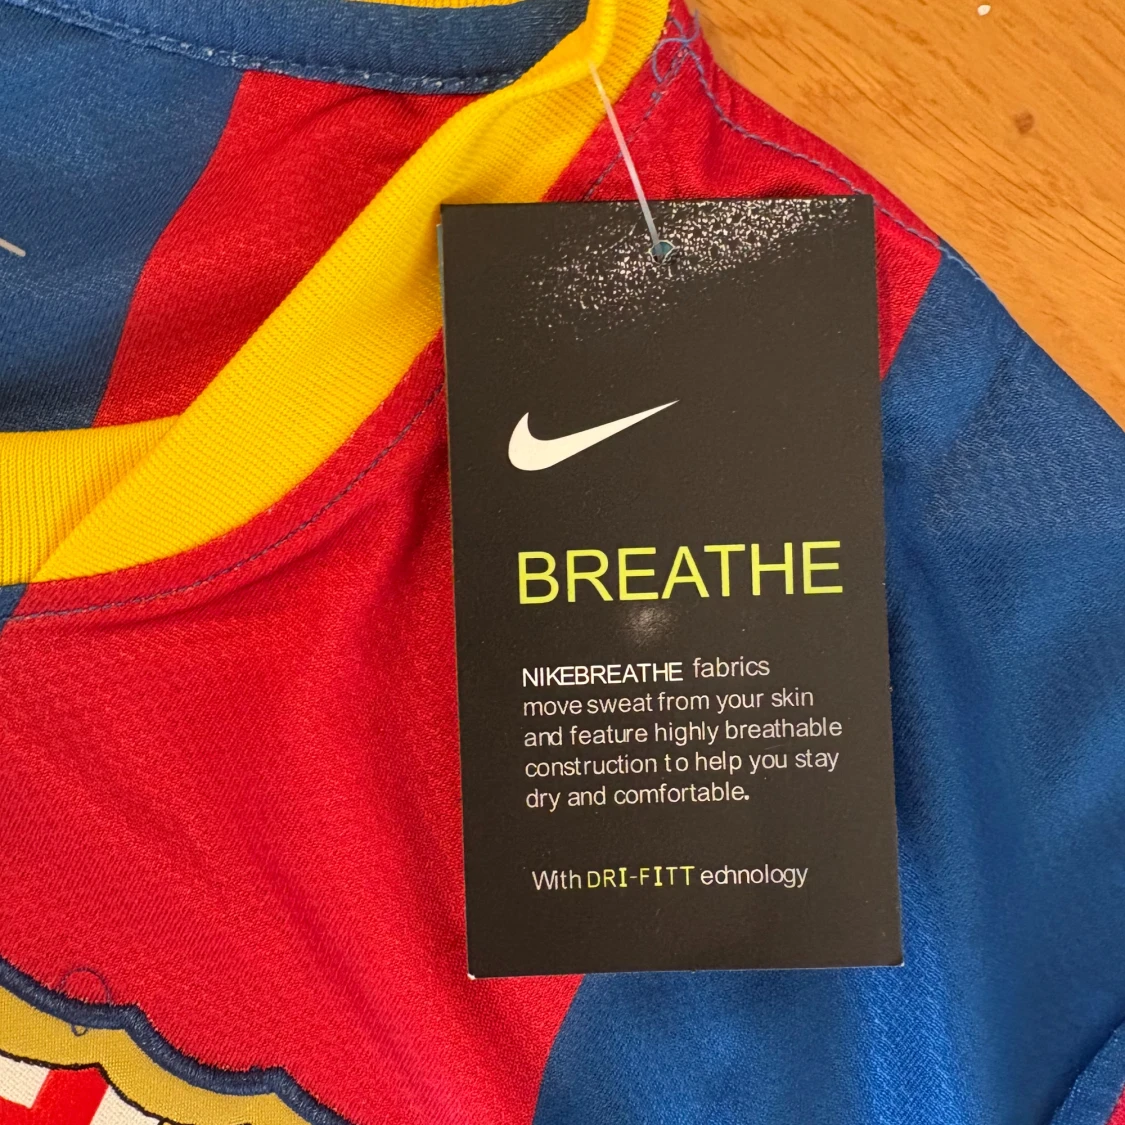 BREATHE
NIKEBREATHE fabrics
move sweat from your skin
and feature highly breathable
construction to help you stay
dry and comfortable.
With DRI-FITT echnology